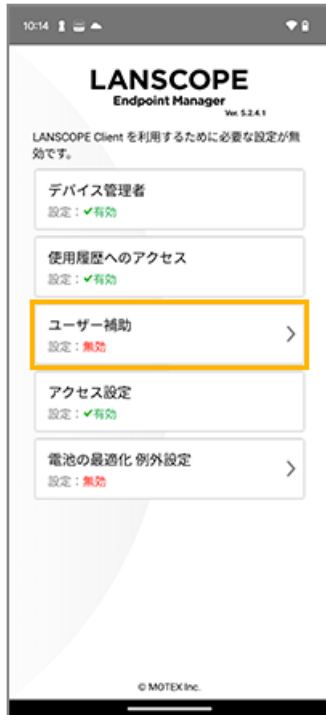 10:14
LANSCOPE
Endpoint Manager
Ver. 5.2.4.1
LANSCOPE Client を利用するために必要な設定が無
効です。
デバイス管理者
設定：✔有効
使用履歴へのアクセス
設定：✔有効
ユーザー補助
設定：無効
アクセス設定
設定：✔有効
電池の最適化 例外設定
設定：無効
© MOTEX Inc.